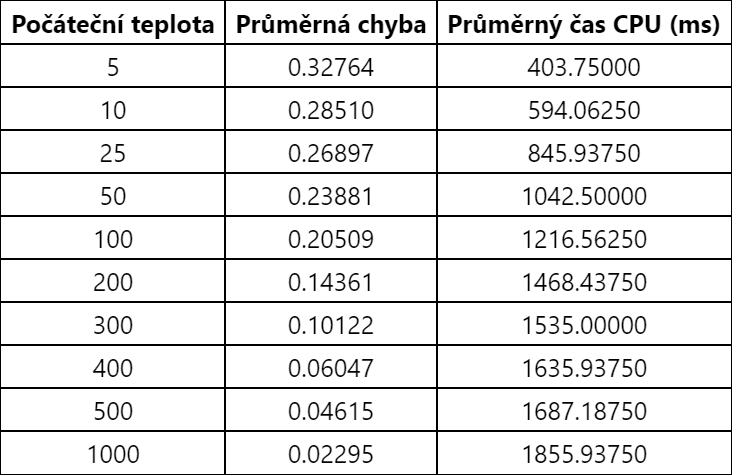 Počáteční teplota Průměrná chyba Průměrný čas CPU (ms)
5 0.32764 403.75000
10 0.28510 594.06250
25 0.26897 845.93750
50 0.23881 1042.50000
100 0.20509 1216.56250
200 0.14361 1468.43750
300 0.10122 1535.00000
400 0.06047 1635.93750
500 0.04615 1687.18750
1000 0.02295 1855.93750